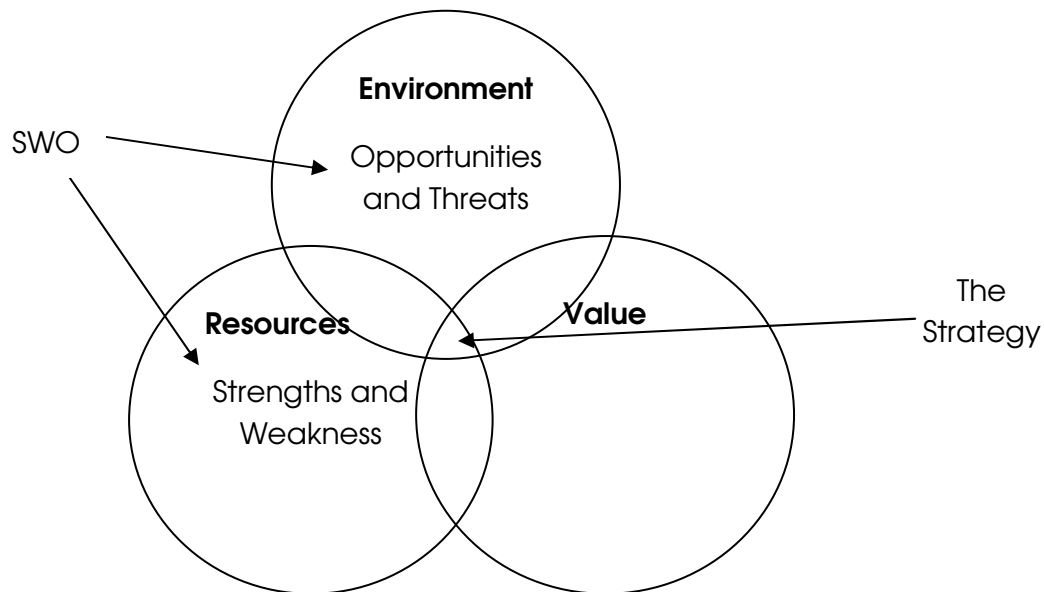 Environment
SWO
Opportunities
and Threats
The
Strategy
Resources
Value
Strengths and
Weakness